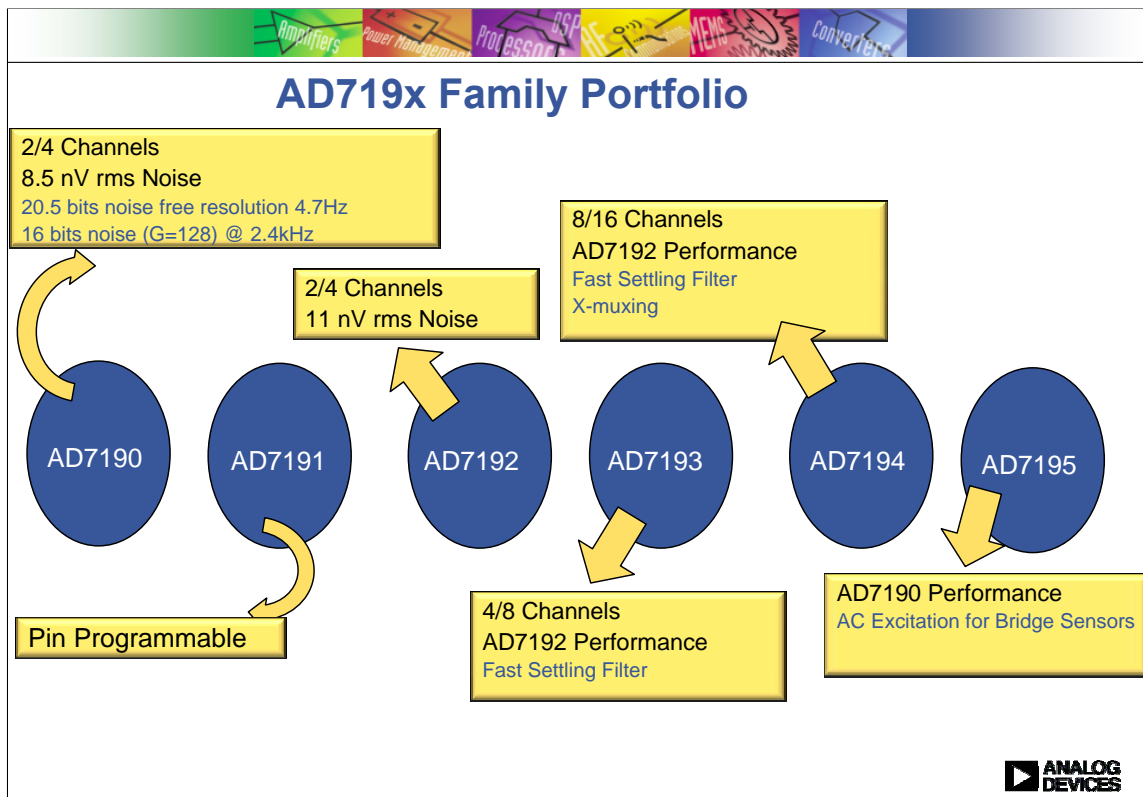 Amplifiers
Power Management
Processors
DSP
RF
Communications
MEMS
Converters
AD719x Family Portfolio
2/4 Channels
8.5 nV rms Noise
20.5 bits noise free resolution 4.7Hz
16 bits noise (G=128) @ 2.4kHz
2/4 Channels
11 nV rms Noise
8/16 Channels
AD7192 Performance
Fast Settling Filter
X-muxing
AD7190
AD7191
AD7192
AD7193
AD7194
AD7195
Pin Programmable
4/8 Channels
AD7192 Performance
Fast Settling Filter
AD7190 Performance
AC Excitation for Bridge Sensors
ANALOG
DEVICES